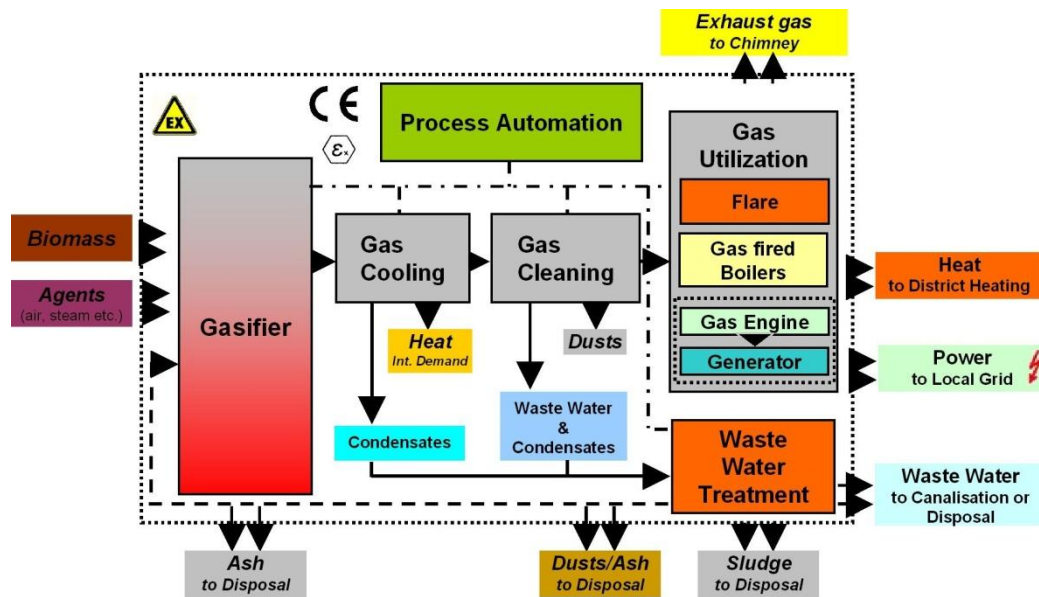 Exhaust gas
to Chimney
EX
CE
εx
Process Automation
Gas
Utilization
Flare
Gas fired
Boilers
Gas Engine
Generator
Biomass
Agents
(air, steam etc.)
Gasifier
Gas
Cooling
Gas
Cleaning
Heat
Int. Demand
Dusts
Condensates
Waste Water
&
Condensates
Waste
Water
Treatment
Heat
to District Heating
Power
to Local Grid
Waste Water
to Canalisation or
Disposal
Ash
to Disposal
Dusts/Ash
to Disposal
Sludge
to Disposal